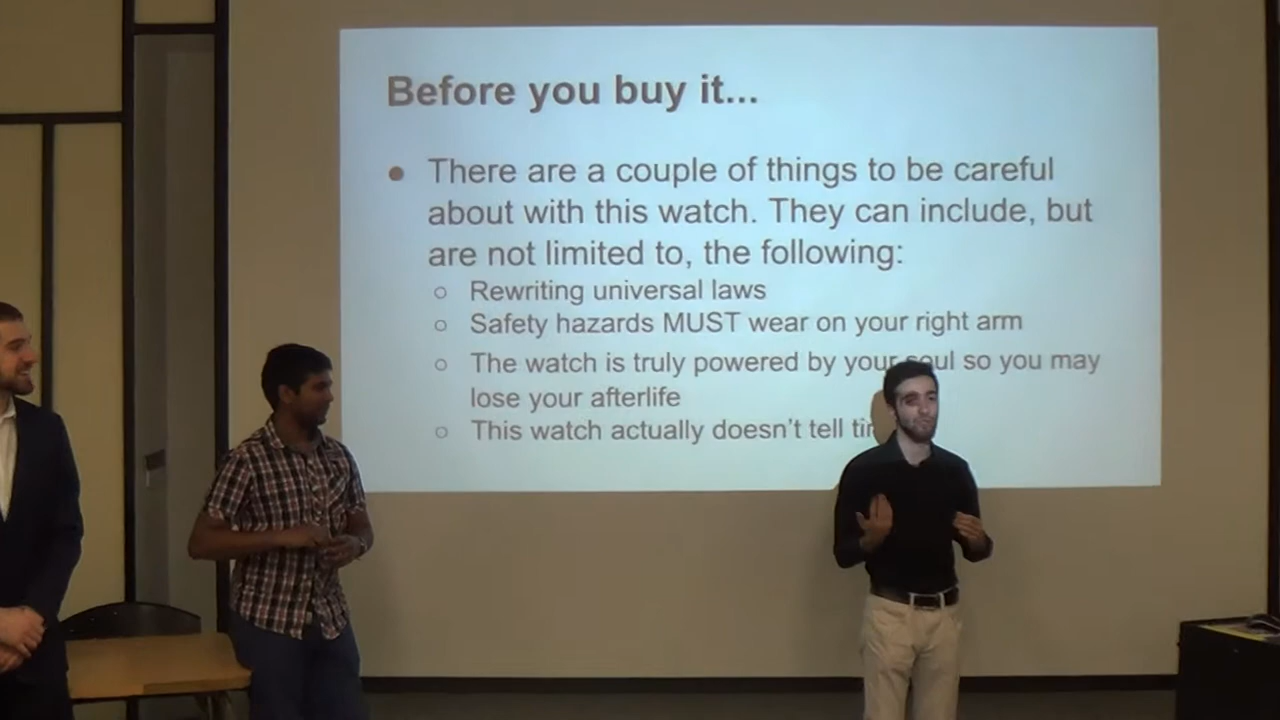 Before you buy it...
● There are a couple of things to be careful
about with this watch. They can include, but
are not limited to, the following:
○ Rewriting universal laws
○ Safety hazards MUST wear on your right arm
○ The watch is truly powered by your soul so you may
lose your afterlife
○ This watch actually doesn't tell